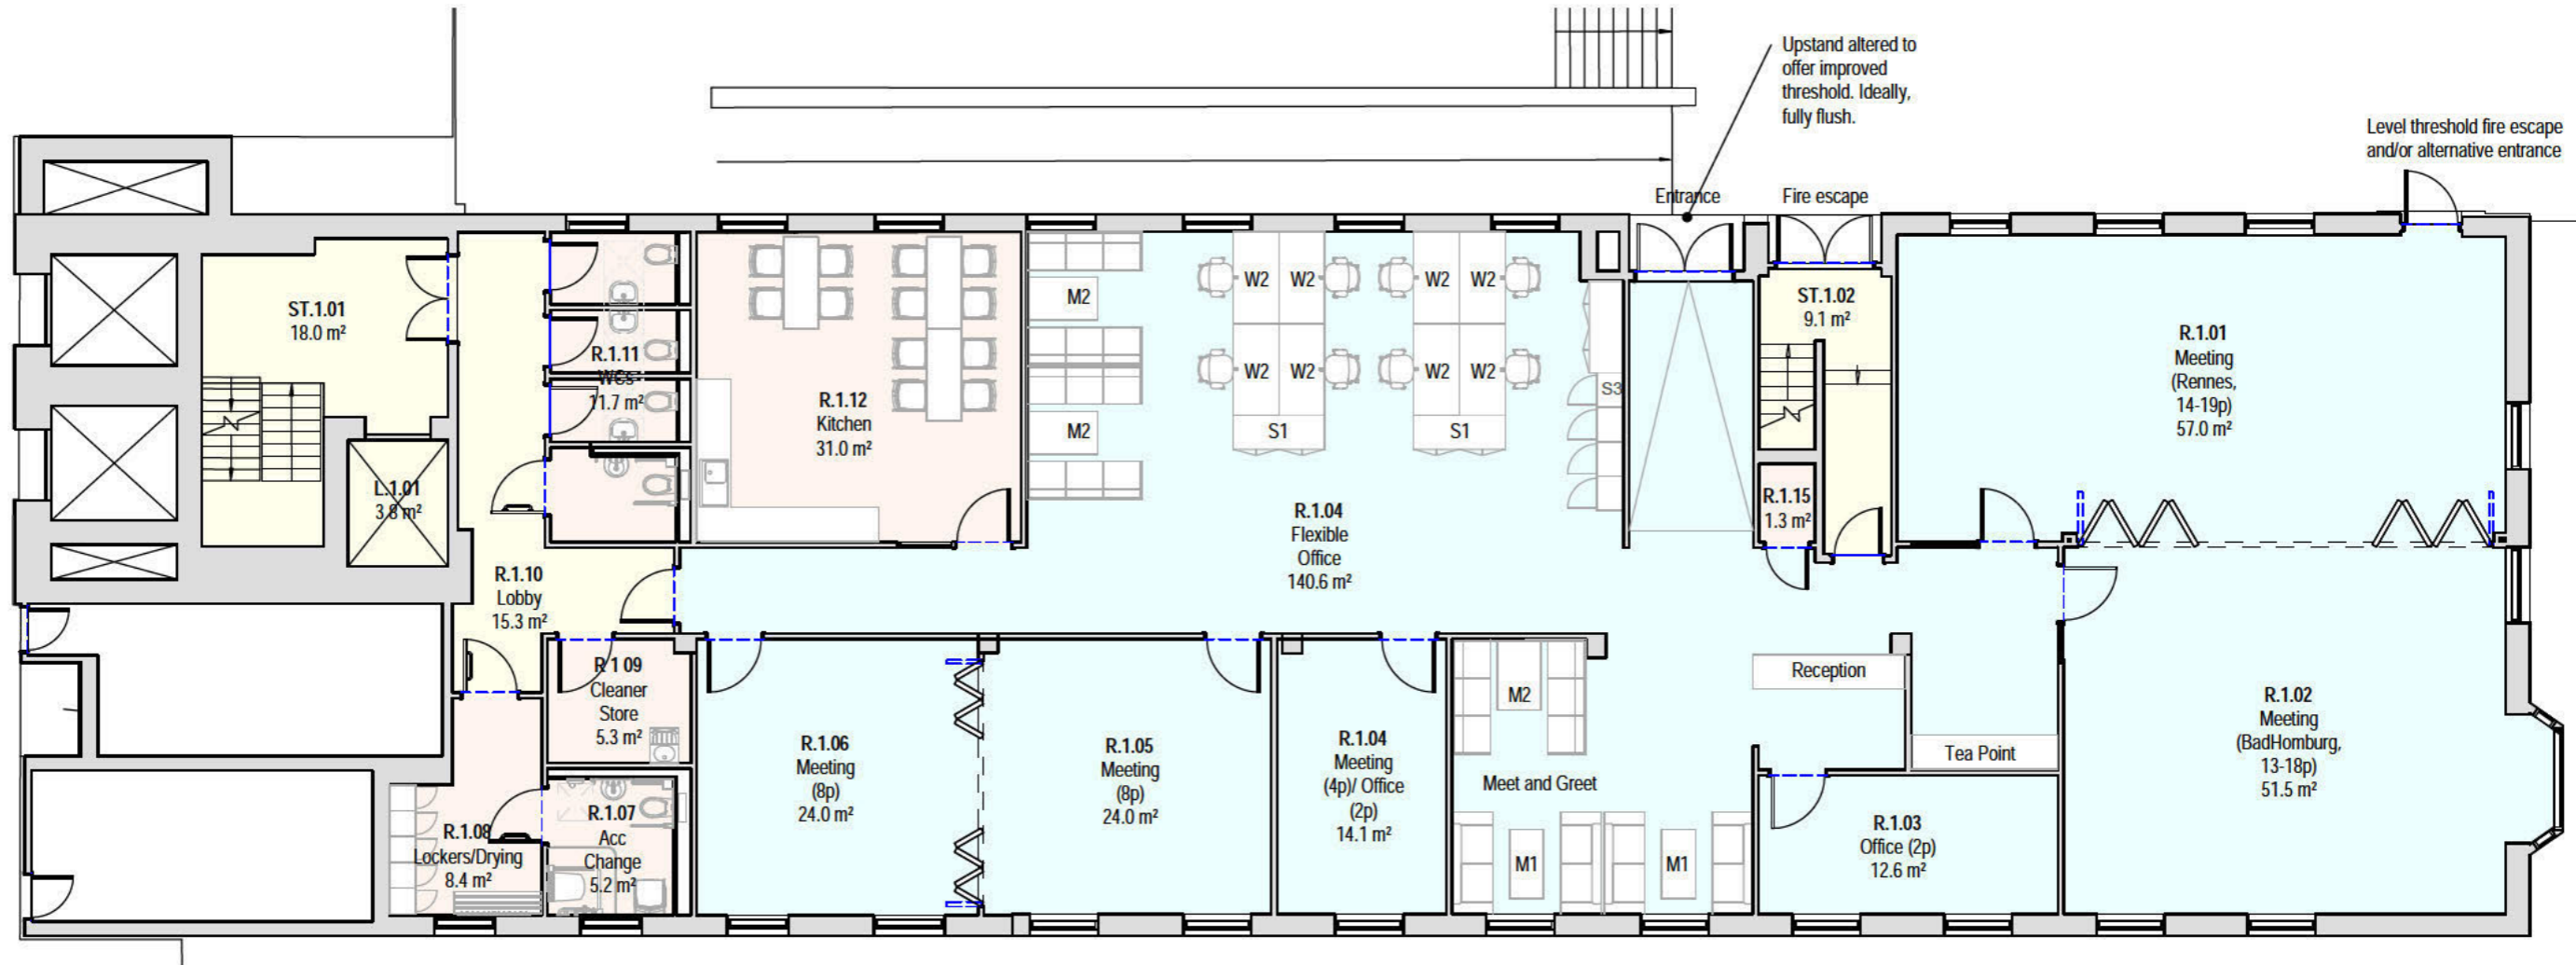 Upstand altered to
offer improved
threshold. Ideally,
fully flush.
Level threshold fire escape
and/or alternative entrance
Entrance
Fire escape
ST.1.01
18.0 m²
L.1.01
3.8 m²
R.1.11
WCs
11.7 m²
R.1.12
Kitchen
31.0 m²
M2
M2
W2 W2 W2 W2
W2 W2 W2 W2
S1 S1
S3
R.1.04
Flexible
Office
140.6 m²
ST.1.02
9.1 m²
R.1.15
1.3 m²
R.1.01
Meeting
(Rennes,
14-19p)
57.0 m²
R.1.10
Lobby
15.3 m²
R 1 09
Cleaner
Store
5.3 m²
R.1.08
Lockers/Drying
8.4 m²
R.1.07
Acc
Change
5.2 m²
R.1.06
Meeting
(8p)
24.0 m²
R.1.05
Meeting
(8p)
24.0 m²
R.1.04
Meeting
(4p)/ Office
(2p)
14.1 m²
M2
Meet and Greet
M1 M1
Reception
Tea Point
R.1.03
Office (2p)
12.6 m²
R.1.02
Meeting
(BadHomburg,
13-18p)
51.5 m²